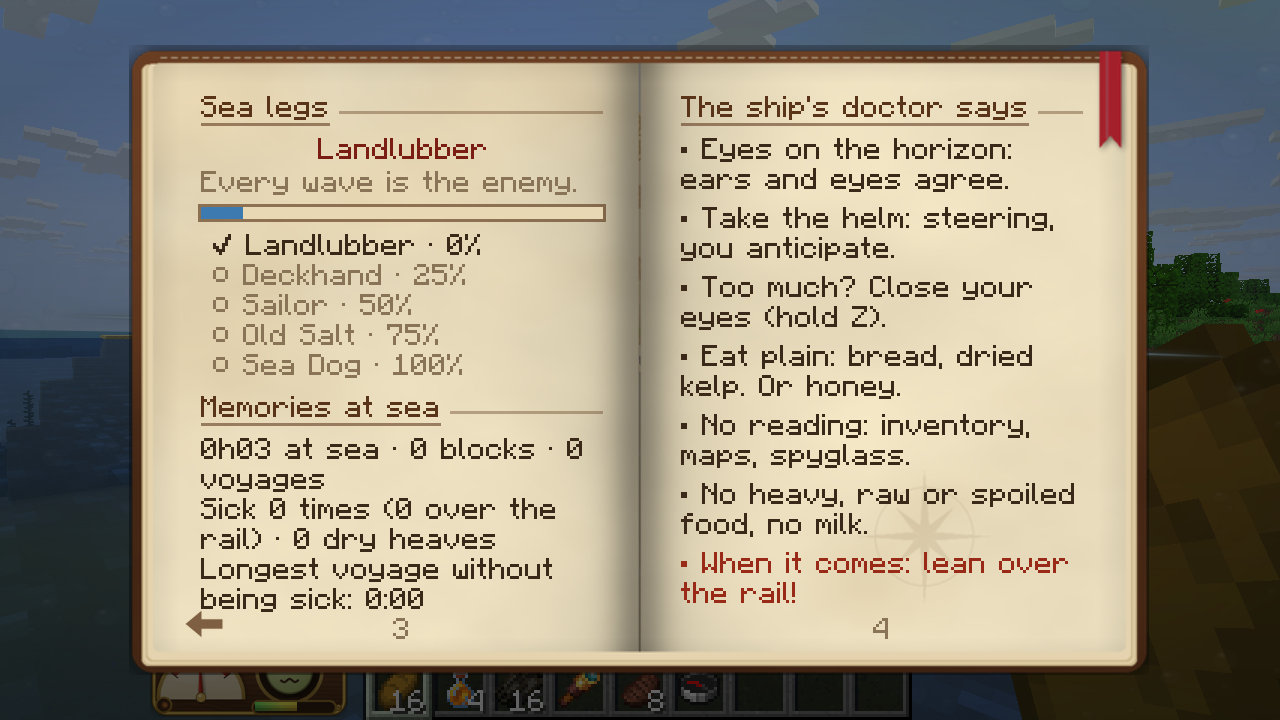 Sea legs
Landlubber
Every wave is the enemy.
✔ Landlubber · 0%
o Deckhand · 25%
o Sailor · 50%
o Old Salt · 75%
o Sea Dog · 100%
Memories at sea
0h03 at sea · 0 blocks · 0
voyages
Sick 0 times (0 over the
rail) · 0 dry heaves
Longest voyage without
being sick: 0:00
3
The ship's doctor says
• Eyes on the horizon:
ears and eyes agree.
• Take the helm: steering,
you anticipate.
• Too much? Close your
eyes (hold Z).
• Eat plain: bread, dried
kelp. Or honey.
• No reading: inventory,
maps, spyglass.
• No heavy, raw or spoiled
food, no milk.
• When it comes: lean over
the rail!
4
16 4 16 8